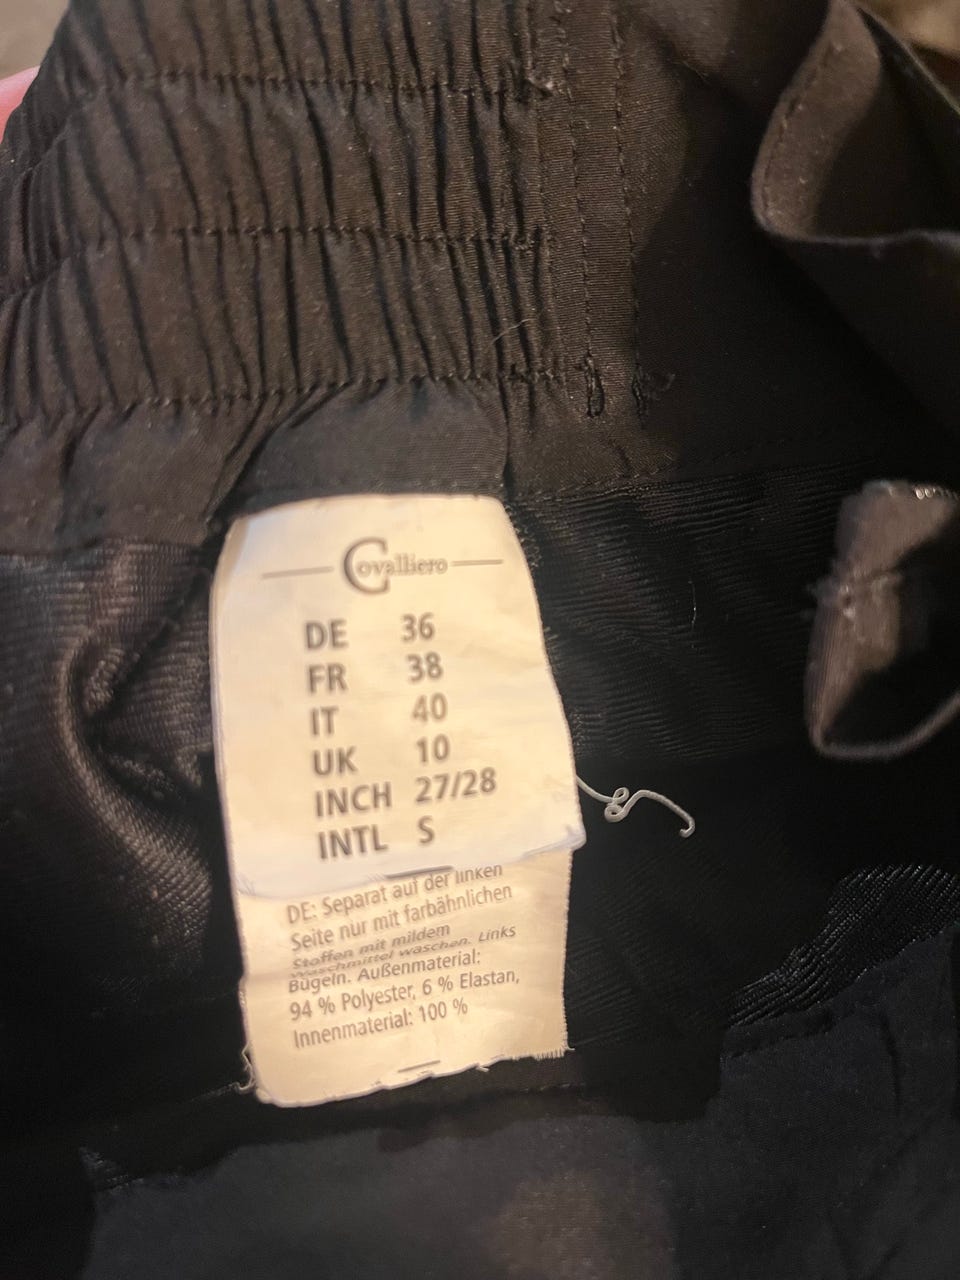 Covalliero
DE 36
FR 38
IT 40
UK 10
INCH 27/28
INTL S
DE: Separat auf der linken
Seite nur mit farbähnlichen
Stoffen mit mildem
Waschmittel waschen. Links
Bügeln. Außenmaterial:
94 % Polyester, 6 % Elastan,
Innenmaterial: 100 %